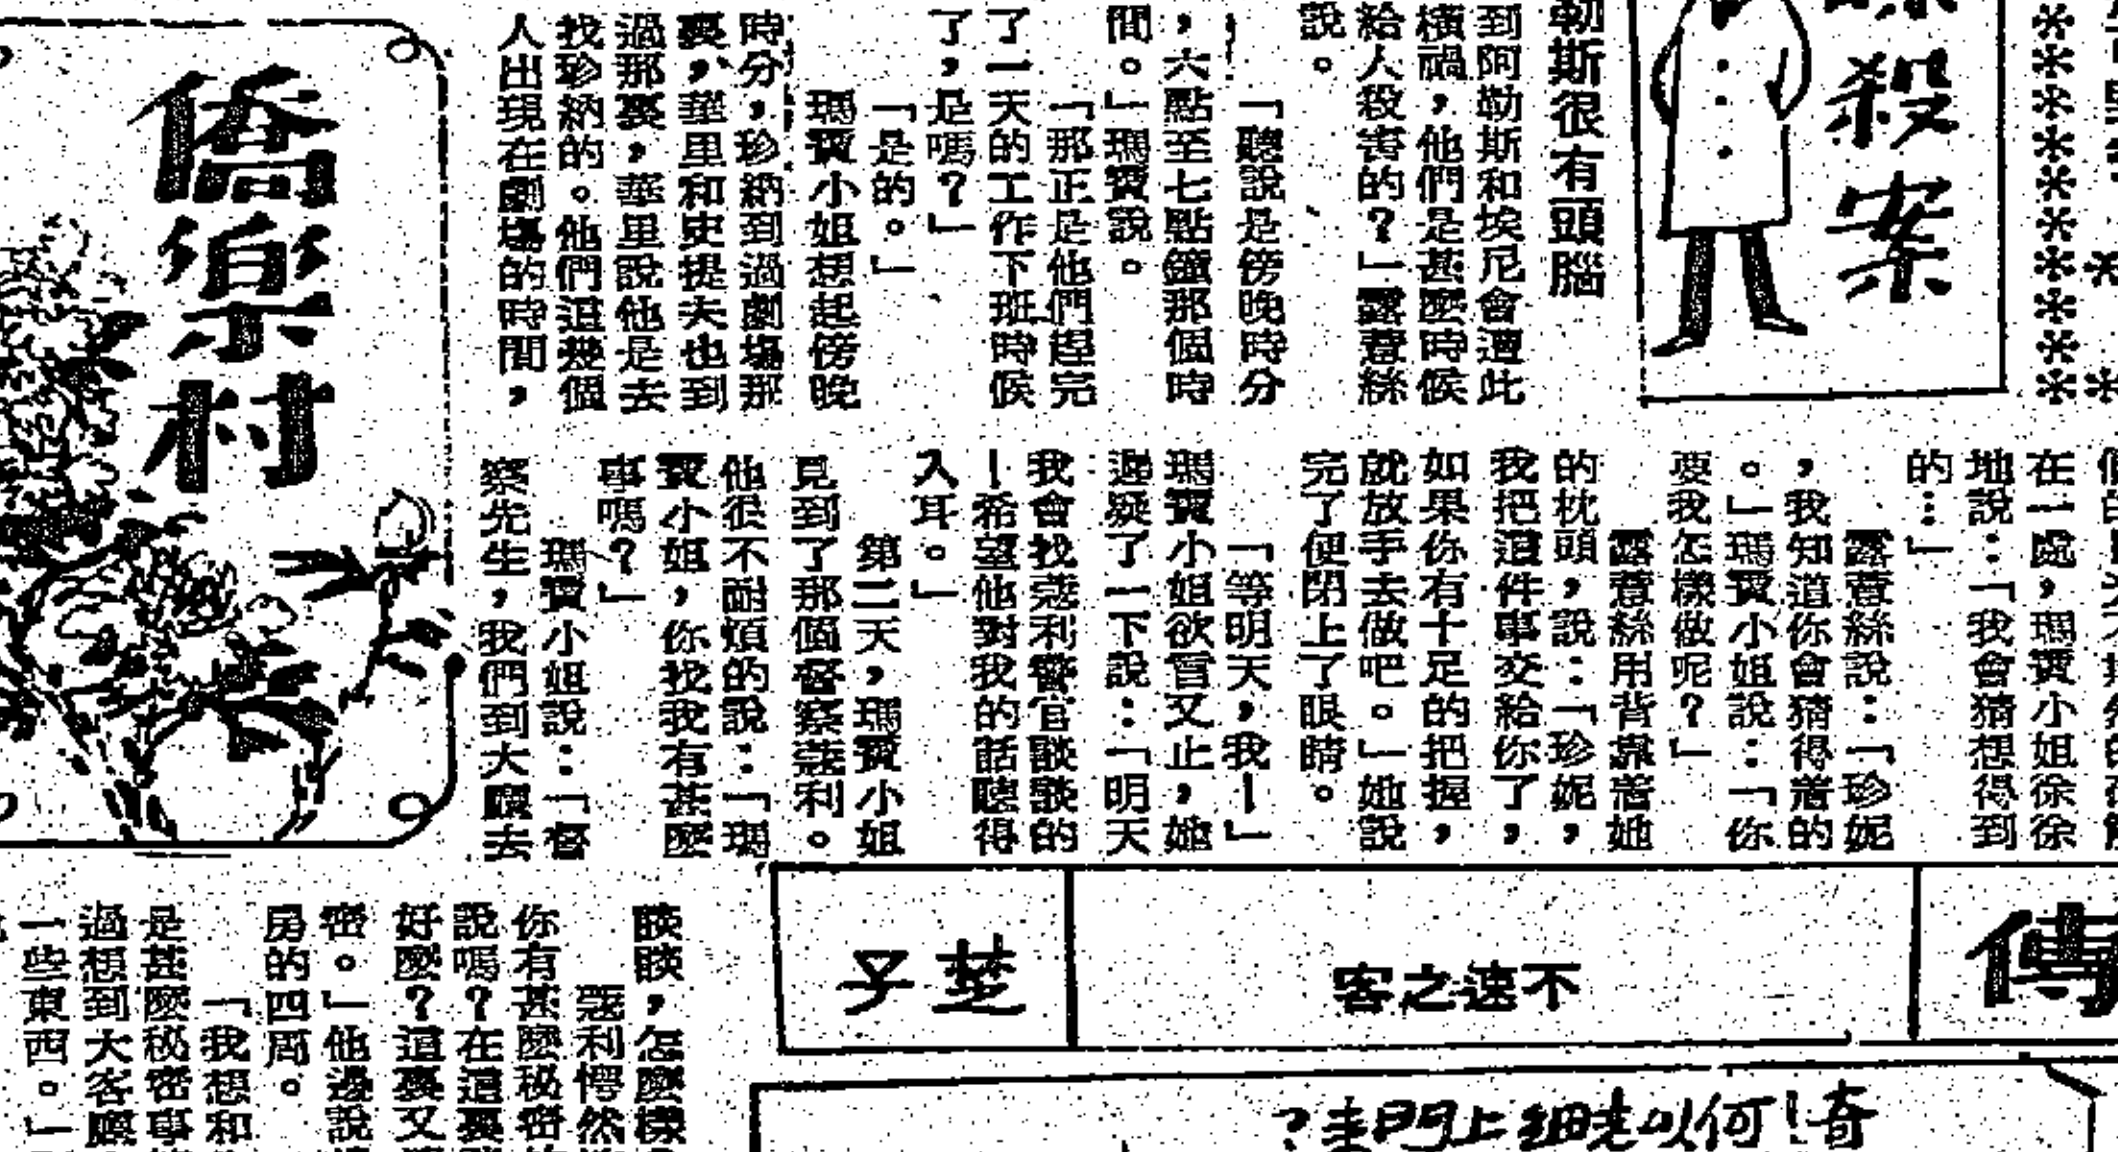 殺案
勒斯很有頭腦
到阿勒斯和埃尼會遭此
橫禍，他們是甚麼時候
給人殺害的？」露薏絲
說。
「聽說是傍晚時分
，六點至七點鐘那個時
間。」瑪寶說。
「那正是他們趕完
了一天的工作下班時候
了，是嗎？」
「是的。」
瑪寶小姐想起傍晚
時分，珍納到過劇場那
裏，華里和史提夫也到
過那裏，華里說他是去
找珍納的。他們這幾個
人出現在劇場的時間，
僑樂村
在一處，瑪寶小姐徐徐
地說：「我會猜想得到
的…」
露薏絲說：「珍妮
，我知道你會猜得着的
。」瑪寶小姐說：「你
要我怎樣做呢？」
露薏絲用背靠着她
的枕頭，說：「珍妮，
我把這件事交給你了，
如果你有十足的把握，
就放手去做吧。」她說
完了便閉上了眼睛。
「等明天，我—」
瑪寶小姐欲言又止，她
遲疑了一下說：「明天
我會找蔻利警官談談的
—希望他對我的話聽得
入耳。」
第二天，瑪寶小姐
見到了那個督察蔻利。
他很不耐煩的說：「瑪
寶小姐，你找我有甚麼
事嗎？」
瑪寶小姐說：「督
察先生，我們到大廳去
傳
不速之客
子芝
奇！何以老細上門來？
談談，怎麼樣
蔻利愕然
你有甚麼秘密
說嗎？在這裏
好麼？這裏又
密。」他邊說
房的四周。
「我想和
是甚麼秘密事
過想到大客廳
一些東西。」